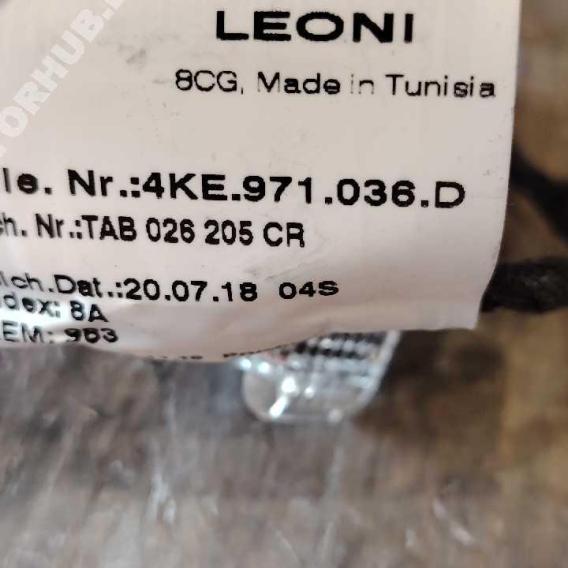 LEONI
8CG, Made in Tunisia
le. Nr.:4KE.971.036.D
ch. Nr.:TAB 026 205 CR
ich.Dat.:20.07.18 04S
dex: 8A
EM: 983